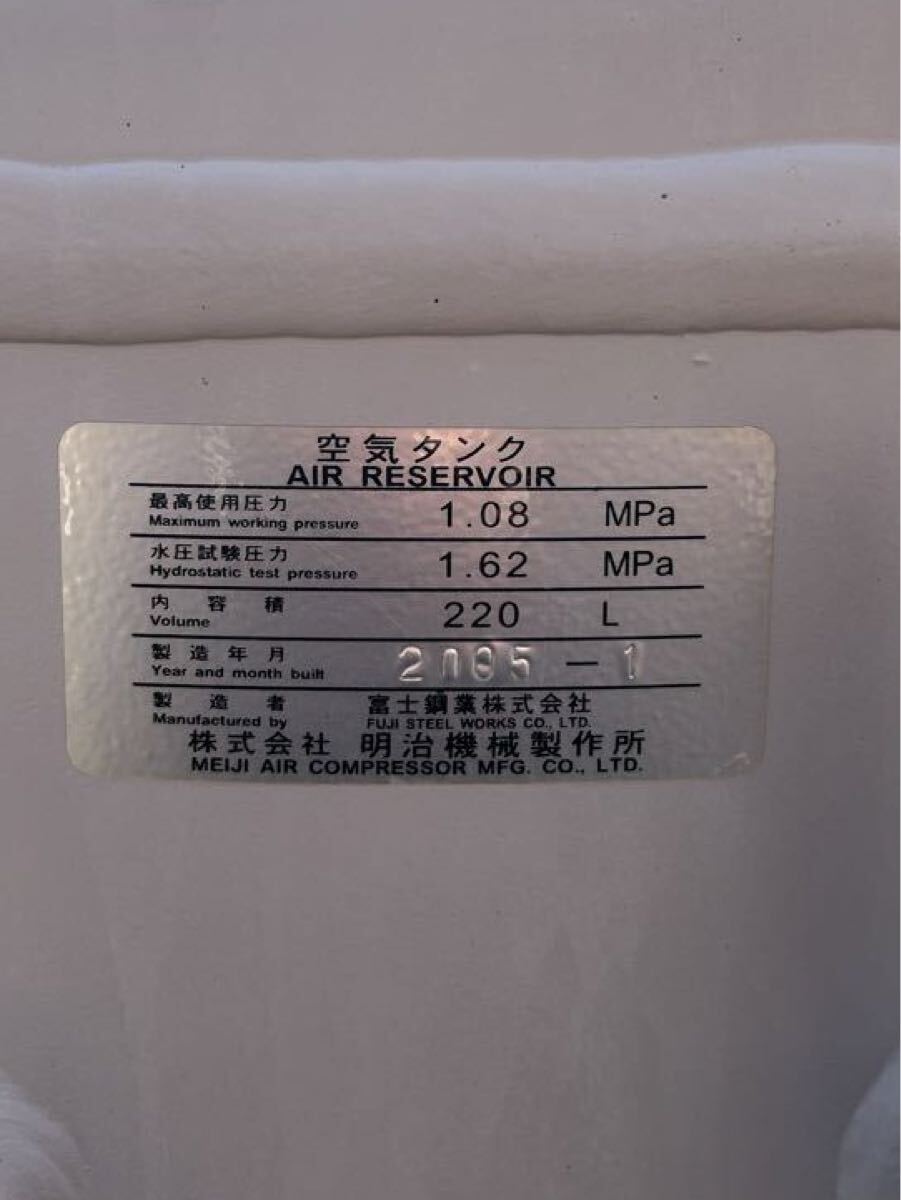 空気タンク
AIR RESERVOIR
最高使用圧力 1.08 MPa
Maximum working pressure
水圧試験圧力 1.62 MPa
Hydrostatic test pressure
内容積 220 L
Volume
製造年月 2005-1
Year and month built
製造者 富士鋼業株式会社
Manufactured by FUJI STEEL WORKS CO., LTD.
株式会社 明治機械製作所
MEIJI AIR COMPRESSOR MFG. CO., LTD.